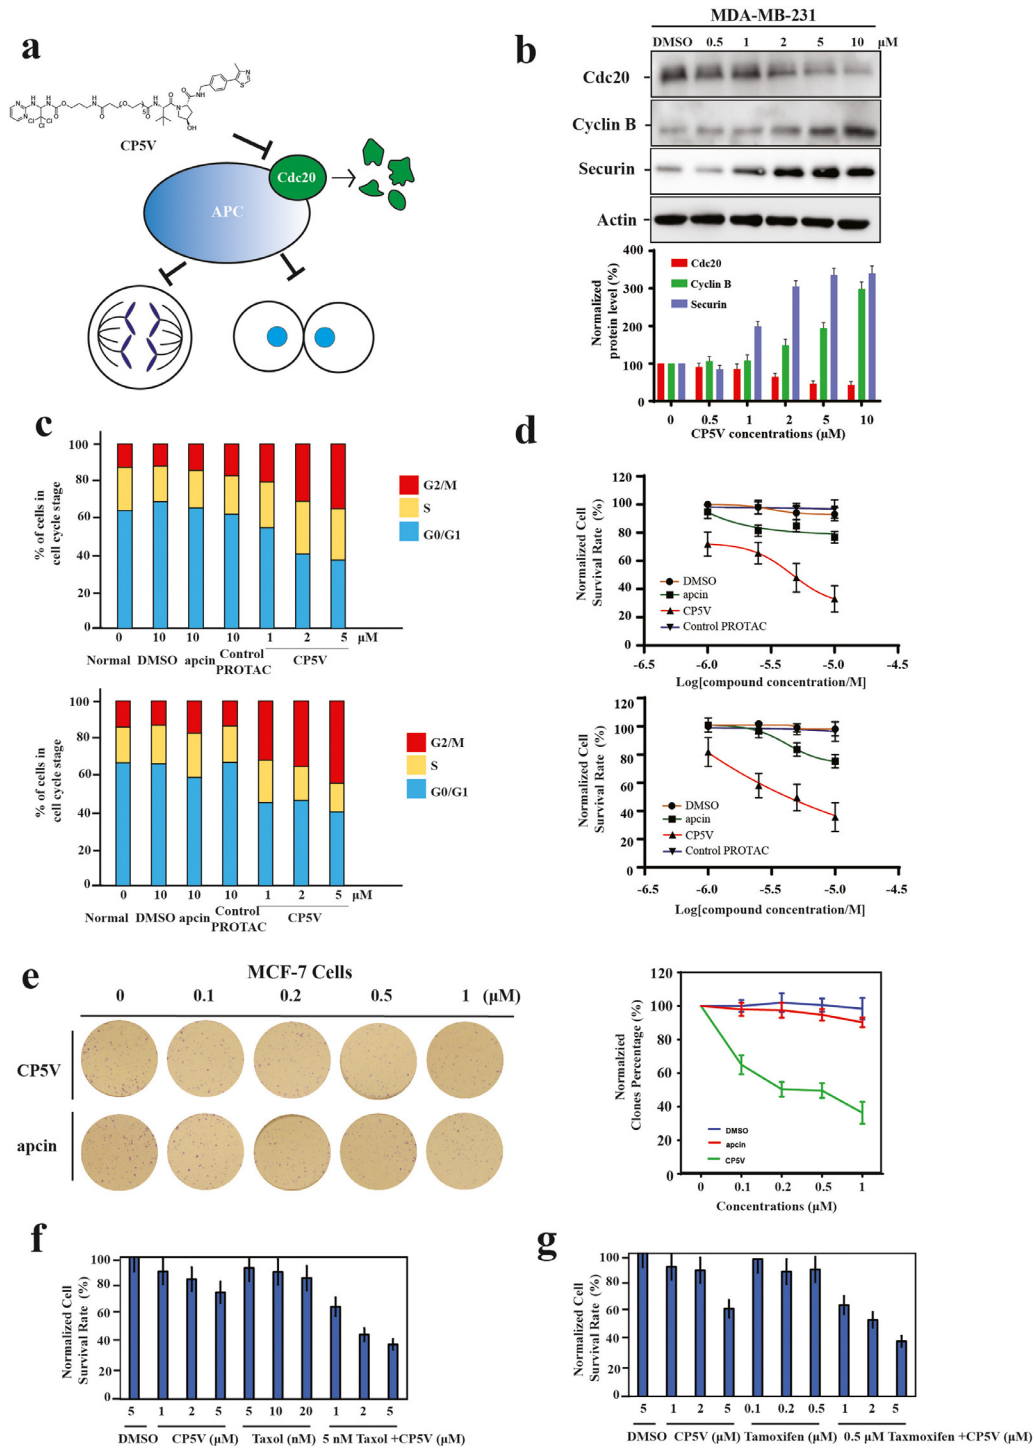 a
N
N
N
H
N
Cl
Cl
Cl
H
N
O
O
N
H
O
O
5
O
H
N
O
N
O
NH
S
N
OH
CP5V
Cdc20
APC
b
MDA-MB-231
DMSO 0.5 1 2 5 10 μM
Cdc20
Cyclin B
Securin
Actin
Normalized
protein level (%)
400
300
200
100
0
Cdc20
Cyclin B
Securin
0 0.5 1 2 5 10
CP5V concentrations (μM)
c
% of cells in
cell cycle stage
100
80
60
40
20
0
G2/M
S
G0/G1
0 10 10 10 1 2 5 μM
Normal DMSO apcin Control PROTAC CP5V
% of cells in
cell cycle stage
100
80
60
40
20
0
G2/M
S
G0/G1
0 10 10 10 1 2 5 μM
Normal DMSO apcin Control PROTAC CP5V
d
Normalized Cell
Survival Rate (%)
120
100
80
60
40
20
0
DMSO
apcin
CP5V
Control PROTAC
-6.5 -6.0 -5.5 -5.0 -4.5
Log[compound concentration/M]
Normalized Cell
Survival Rate (%)
120
100
80
60
40
20
0
DMSO
apcin
CP5V
Control PROTAC
-6.5 -6.0 -5.5 -5.0 -4.5
Log[compound concentration/M]
e
MCF-7 Cells
0 0.1 0.2 0.5 1 (μM)
CP5V
apcin
Normalzied
Clones Percentage (%)
120
100
80
60
40
20
0
DMSO
apcin
CP5V
0 0.1 0.2 0.5 1
Concentrations (μM)
f
Normalized Cell
Survival Rate (%)
100
80
60
40
20
0
5 1 2 5 5 10 20 1 2 5
DMSO CP5V (μM) Taxol (nM) 5 nM Taxol +CP5V (μM)
g
Normalized Cell
Survival Rate (%)
100
80
60
40
20
0
5 1 2 5 0.1 0.2 0.5 1 2 5
DMSO CP5V (μM) Tamoxifen (μM) 0.5 μM Taxmoxifen +CP5V (μM)